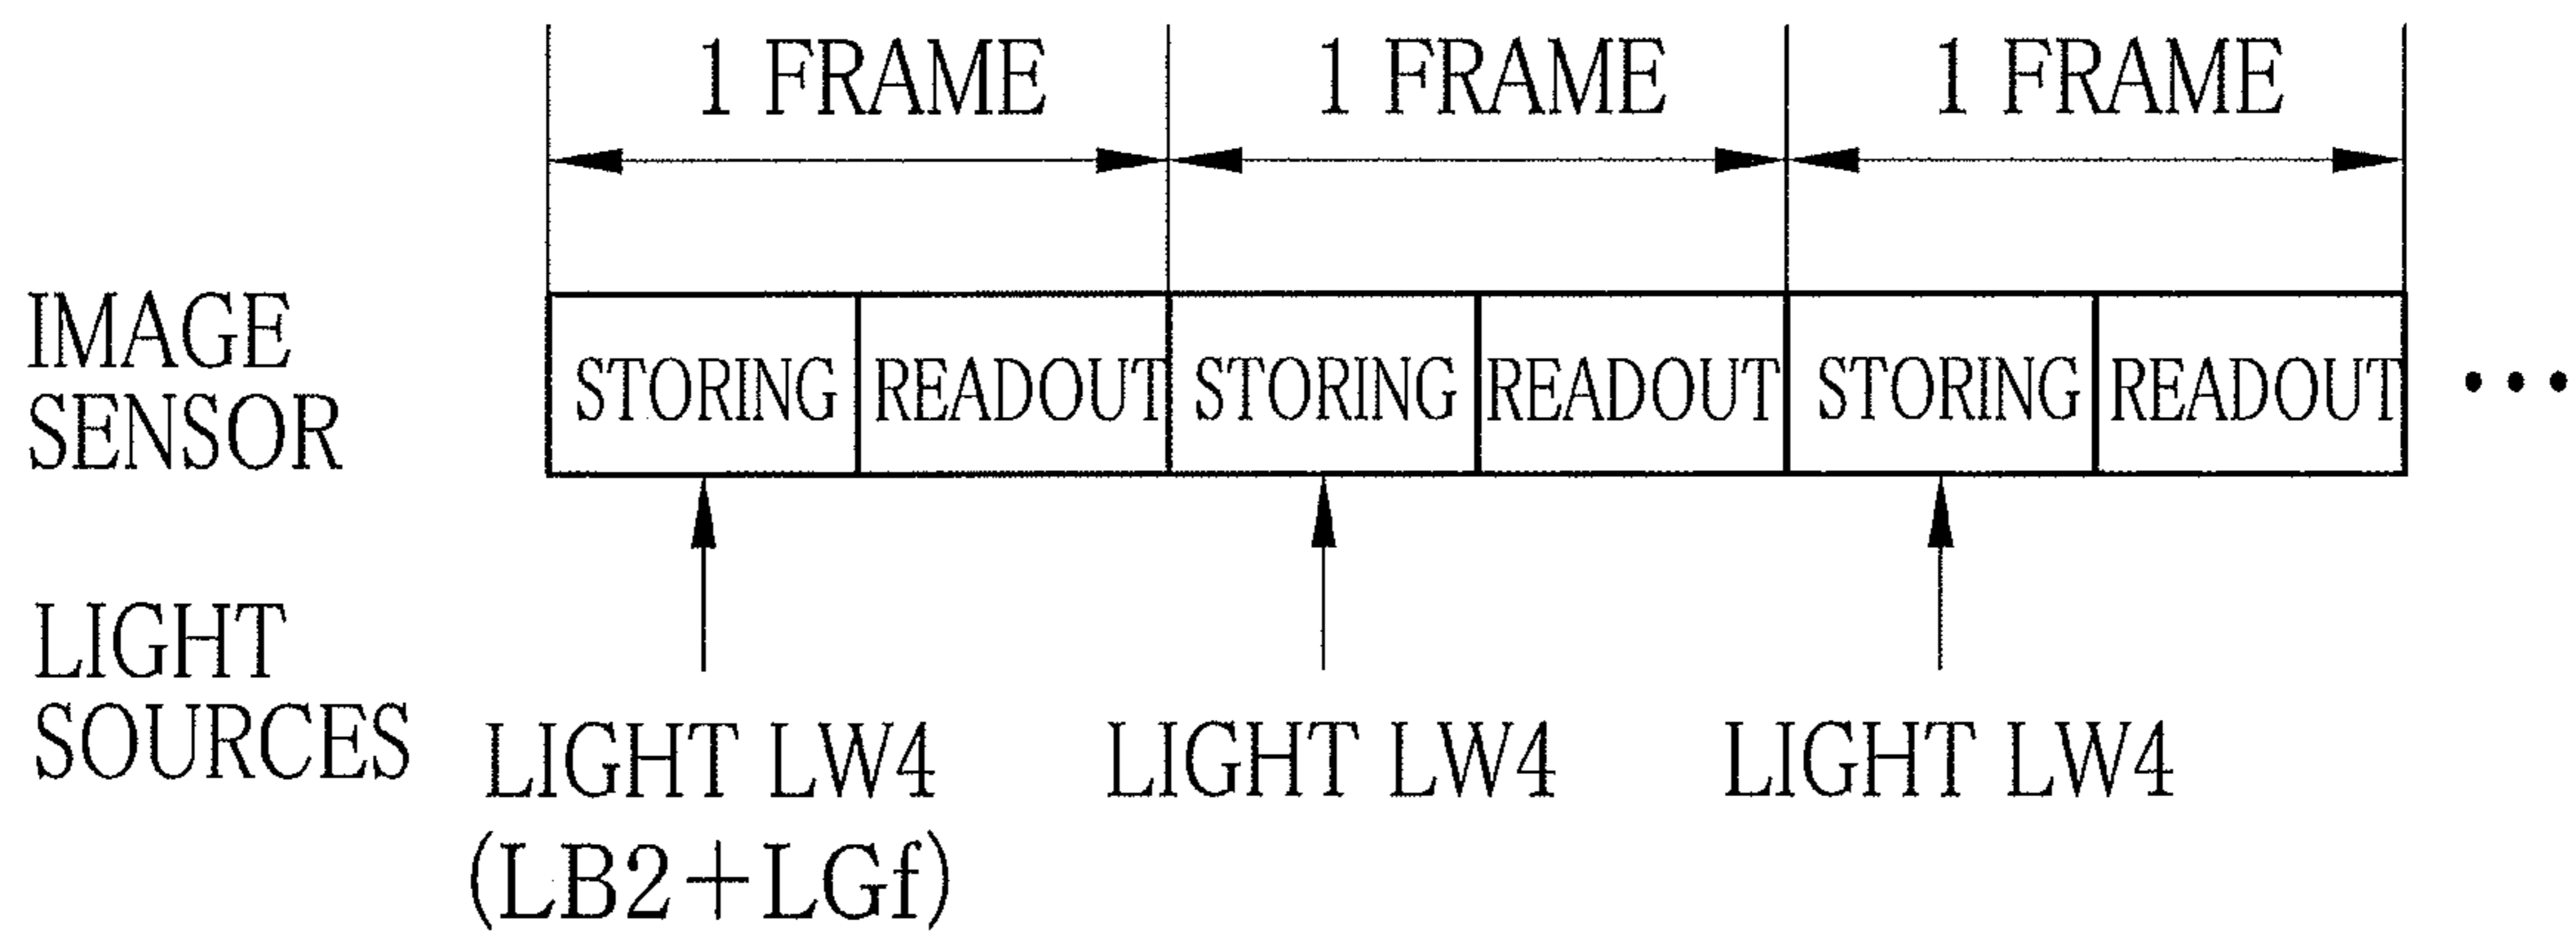 1 FRAME 1 FRAME 1 FRAME
IMAGE
SENSOR
STORING READOUT STORING READOUT STORING READOUT •••
LIGHT
SOURCES
LIGHT LW4 LIGHT LW4 LIGHT LW4
(LB2+LGf)